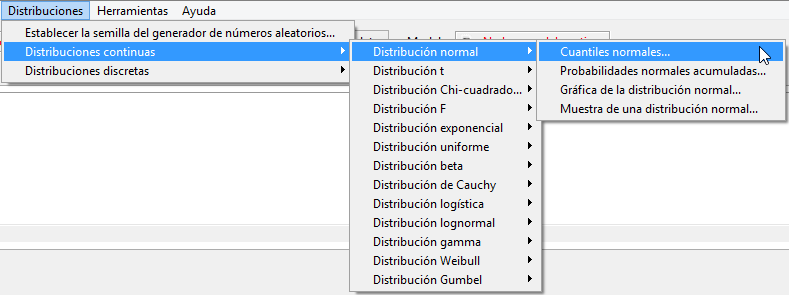 Distribuciones Herramientas Ayuda
Establecer la semilla del generador de números aleatorios...
Distribuciones continuas
Distribuciones discretas
Distribución normal
Distribución t
Distribución Chi-cuadrado...
Distribución F
Distribución exponencial
Distribución uniforme
Distribución beta
Distribución de Cauchy
Distribución logística
Distribución lognormal
Distribución gamma
Distribución Weibull
Distribución Gumbel
Cuantiles normales...
Probabilidades normales acumuladas...
Gráfica de la distribución normal...
Muestra de una distribución normal...